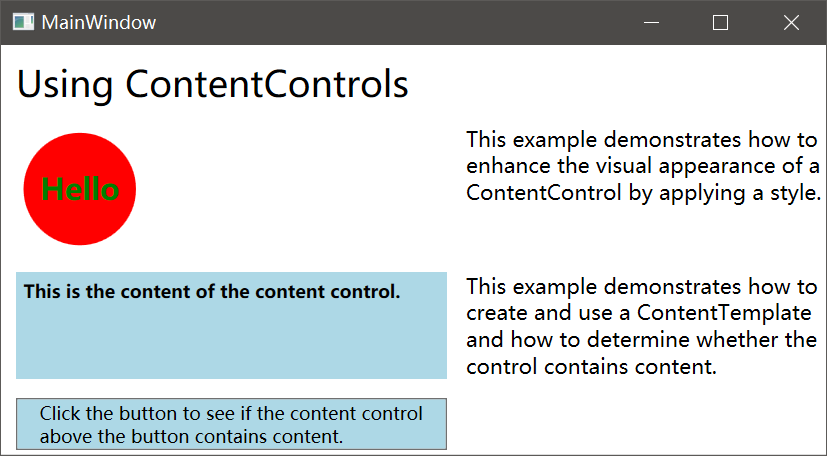 MainWindow
Using ContentControls
Hello
This example demonstrates how to
enhance the visual appearance of a
ContentControl by applying a style.
This is the content of the content control.
This example demonstrates how to
create and use a ContentTemplate
and how to determine whether the
control contains content.
Click the button to see if the content control
above the button contains content.